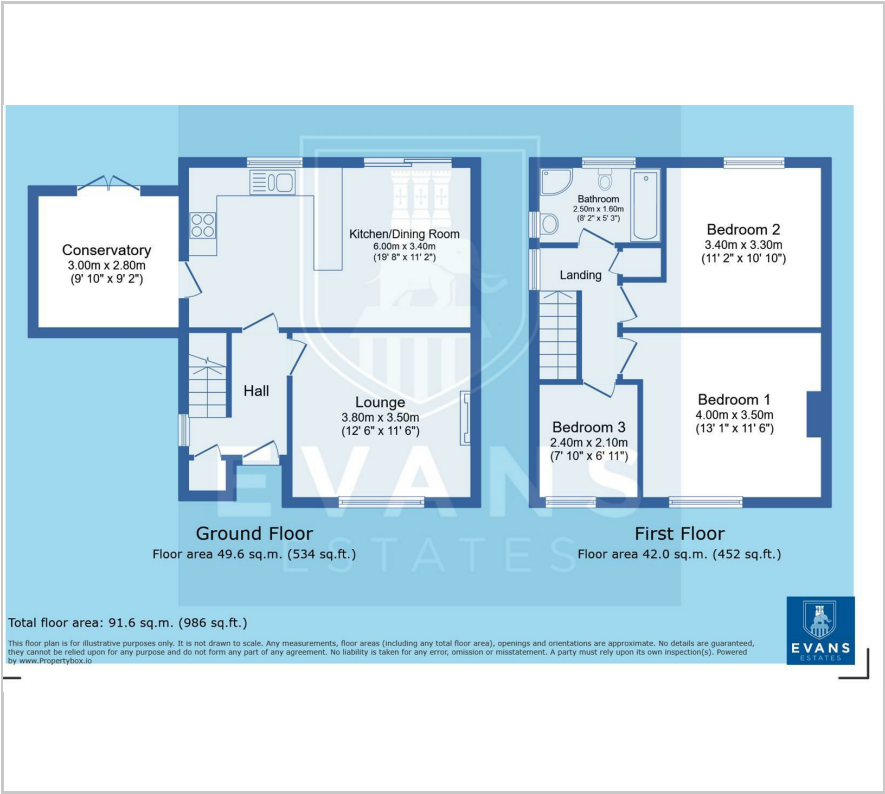 Conservatory
3.00m x 2.80m
(9' 10" x 9' 2")
Kitchen/Dining Room
6.00m x 3.40m
(19' 8" x 11' 2")
Hall
Lounge
3.80m x 3.50m
(12' 6" x 11' 6")
Ground Floor
Floor area 49.6 sq.m. (534 sq.ft.)
Bathroom
2.50m x 1.60m
(8' 2" x 5' 3")
Bedroom 2
3.40m x 3.30m
(11' 2" x 10' 10")
Landing
Bedroom 1
4.00m x 3.50m
(13' 1" x 11' 6")
Bedroom 3
2.40m x 2.10m
(7' 10" x 6' 11")
First Floor
Floor area 42.0 sq.m. (452 sq.ft.)
EVANS
ESTATES
Total floor area: 91.6 sq.m. (986 sq.ft.)
This floor plan is for illustrative purposes only. It is not drawn to scale. Any measurements, floor areas (including any total floor area), openings and orientations are approximate. No details are guaranteed,
they cannot be relied upon for any purpose and do not form any part of any agreement. No liability is taken for any error, omission or misstatement. A party must rely upon its own inspection(s). Powered
by www.Propertybox.io
EVANS
ESTATES